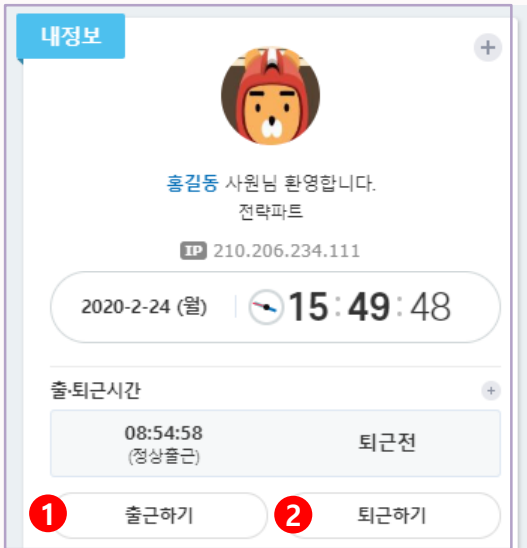 내정보
홍길동 사원님 환영합니다.
전략파트
IP 210.206.234.111
2020-2-24 (월) 15:49:48
출·퇴근시간
08:54:58
(정상출근)
퇴근전
1 출근하기
2 퇴근하기